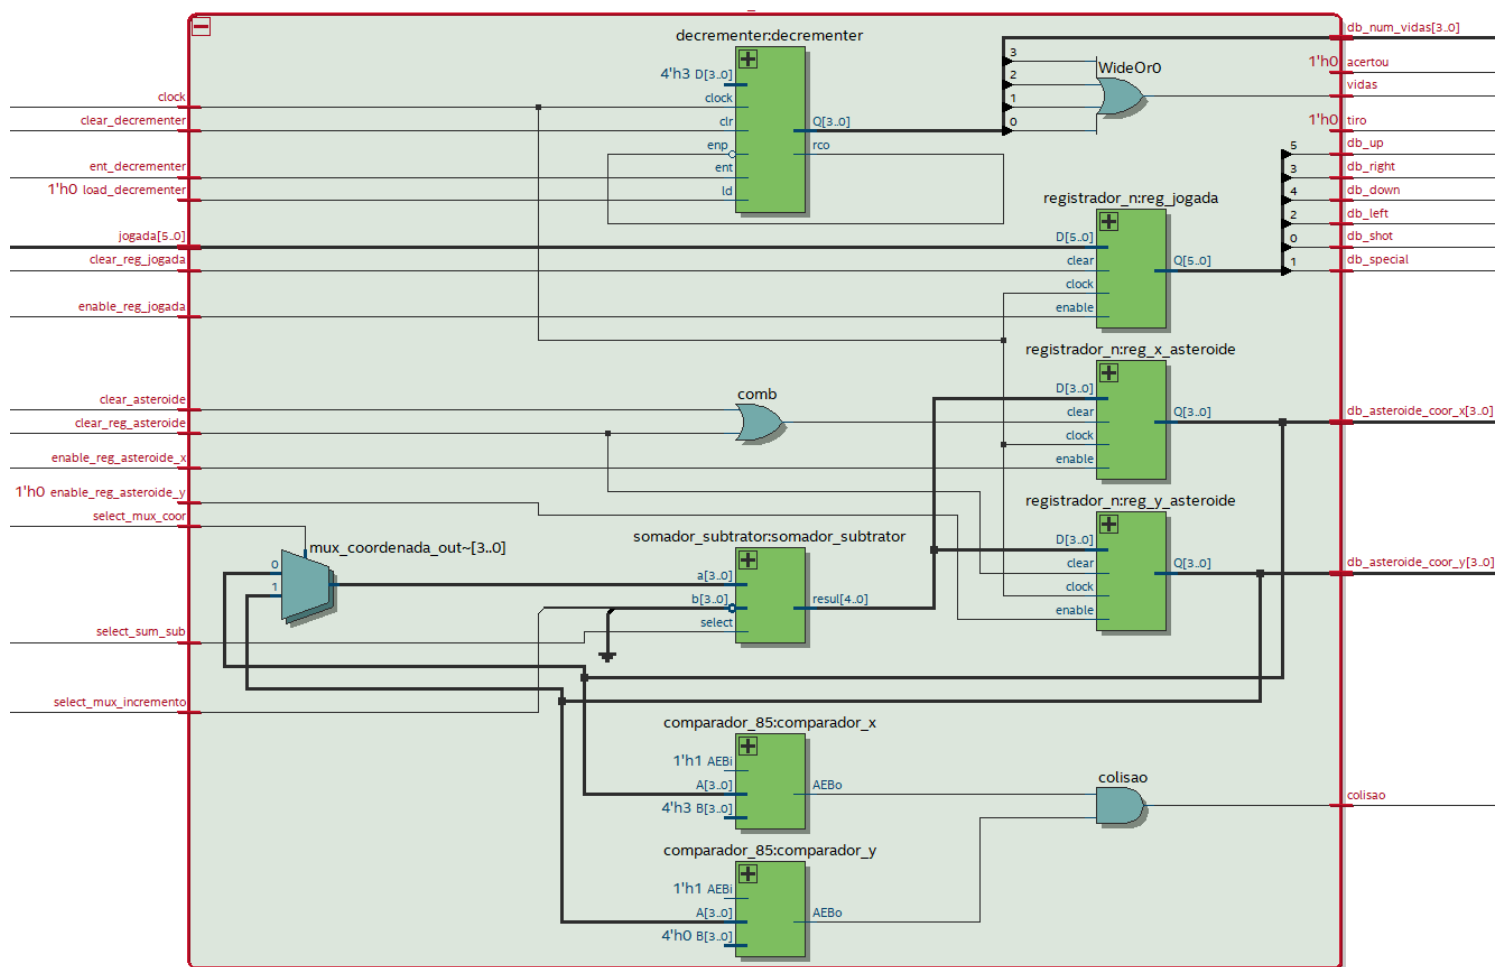 decrementer:decrementer
db_num_vidas[3..0]
3
WideOr0
1'h0 acertou
4'h3 D[3..0]
2
vidas
clock
clock
1
clear_decrementer
clr
Q[3..0]
0
1'h0 tiro
enp
rco
5
db_up
ent_decrementer
ent
3
db_right
1'h0 load_decrementer
ld
4
db_down
registrador_n:reg_jogada
2
db_left
jogada[5..0]
D[5..0]
0
db_shot
clear_reg_jogada
clear
Q[5..0]
1
db_special
clock
enable_reg_jogada
enable
registrador_n:reg_x_asteroide
comb
D[3..0]
clear_asteroide
clear
Q[3..0]
db_asteroide_coor_x[3..0]
clear_reg_asteroide
clock
enable_reg_asteroide_x
enable
1'h0 enable_reg_asteroide_y
registrador_n:reg_y_asteroide
select_mux_coor
mux_coordenada_out~[3..0]
somador_subtrator:somador_subtrator
D[3..0]
0
clear
Q[3..0]
db_asteroide_coor_y[3..0]
1
a[3..0]
clock
b[3..0]
resul[4..0]
enable
select_sum_sub
select
select_mux_incremento
comparador_85:comparador_x
1'h1 AEBi
A[3..0]
AEBo
colisao
4'h3 B[3..0]
colisao
comparador_85:comparador_y
1'h1 AEBi
A[3..0]
AEBo
4'h0 B[3..0]